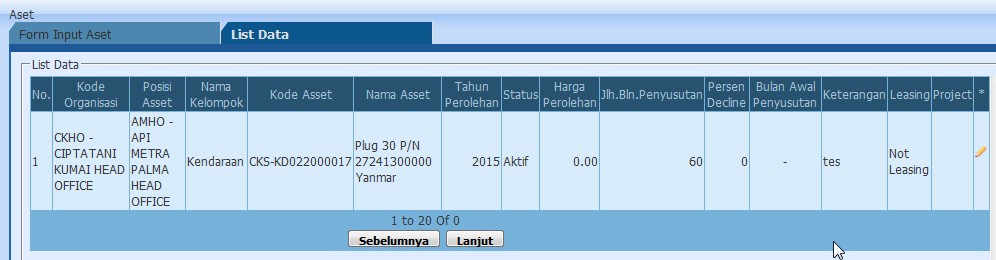 Aset
Form Input Aset
List Data
List Data
No. Kode Organisasi Posisi Asset Nama Kelompok Kode Asset Nama Asset Tahun Perolehan Status Harga Perolehan Jlh.Bln.Penyusutan Persen Decline Bulan Awal Penyusutan Keterangan Leasing Project *
1 CKHO - CIPTATANI KUMAI HEAD OFFICE AMHO - API METRA PALMA HEAD OFFICE Kendaraan CKS-KD022000017 Plug 30 P/N 27241300000 Yanmar 2015 Aktif 0.00 60 0 - tes Not Leasing
1 to 20 Of 0
Sebelumnya Lanjut